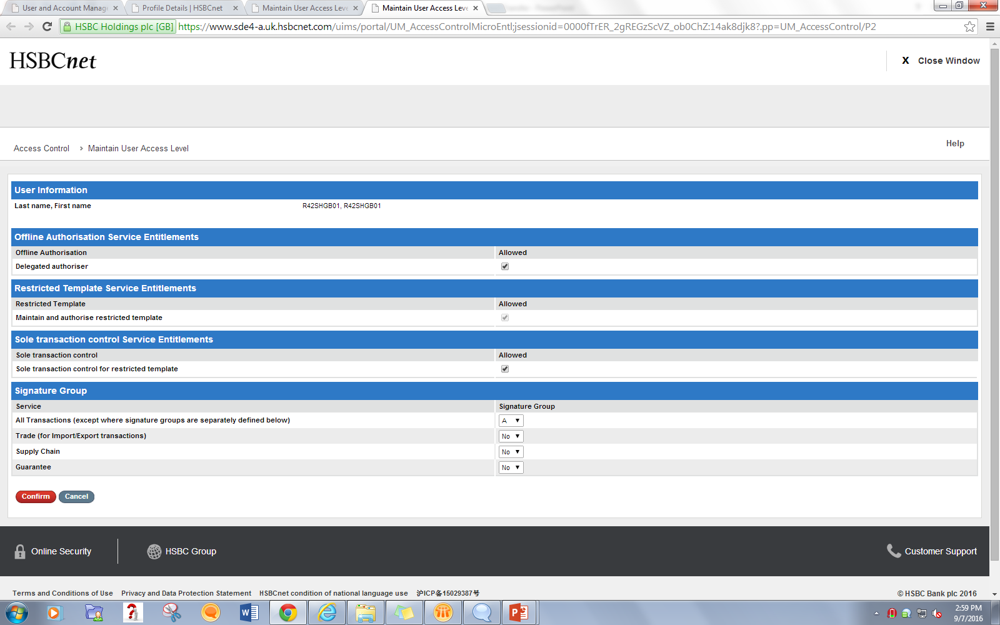 User and Account Manag
Profile Details | HSBCnet
Maintain User Access Leve
Maintain User Access Leve
HSBC Holdings plc [GB]
https://www.sde4-a.uk.hsbcnet.com/uims/portal/UM_AccessControlMicroEntl;jsessionid=0000fTrER_2gREGzScVZ_ob0ChZ:14ak8djk8?.pp=UM_AccessControl/P2
HSBCnet
X Close Window
Access Control › Maintain User Access Level
Help
User Information
Last name, First name R42SHGB01, R42SHGB01
Offline Authorisation Service Entitlements
Offline Authorisation Allowed
Delegated authoriser
Restricted Template Service Entitlements
Restricted Template Allowed
Maintain and authorise restricted template
Sole transaction control Service Entitlements
Sole transaction control Allowed
Sole transaction control for restricted template
Signature Group
Service Signature Group
All Transactions (except where signature groups are separately defined below) A
Trade (for Import/Export transactions) No
Supply Chain No
Guarantee No
Confirm Cancel
Online Security
HSBC Group
Customer Support
Terms and Conditions of Use Privacy and Data Protection Statement HSBCnet condition of national language use 沪ICP备15029387号
© HSBC Bank plc 2016
2:59 PM
9/7/2016